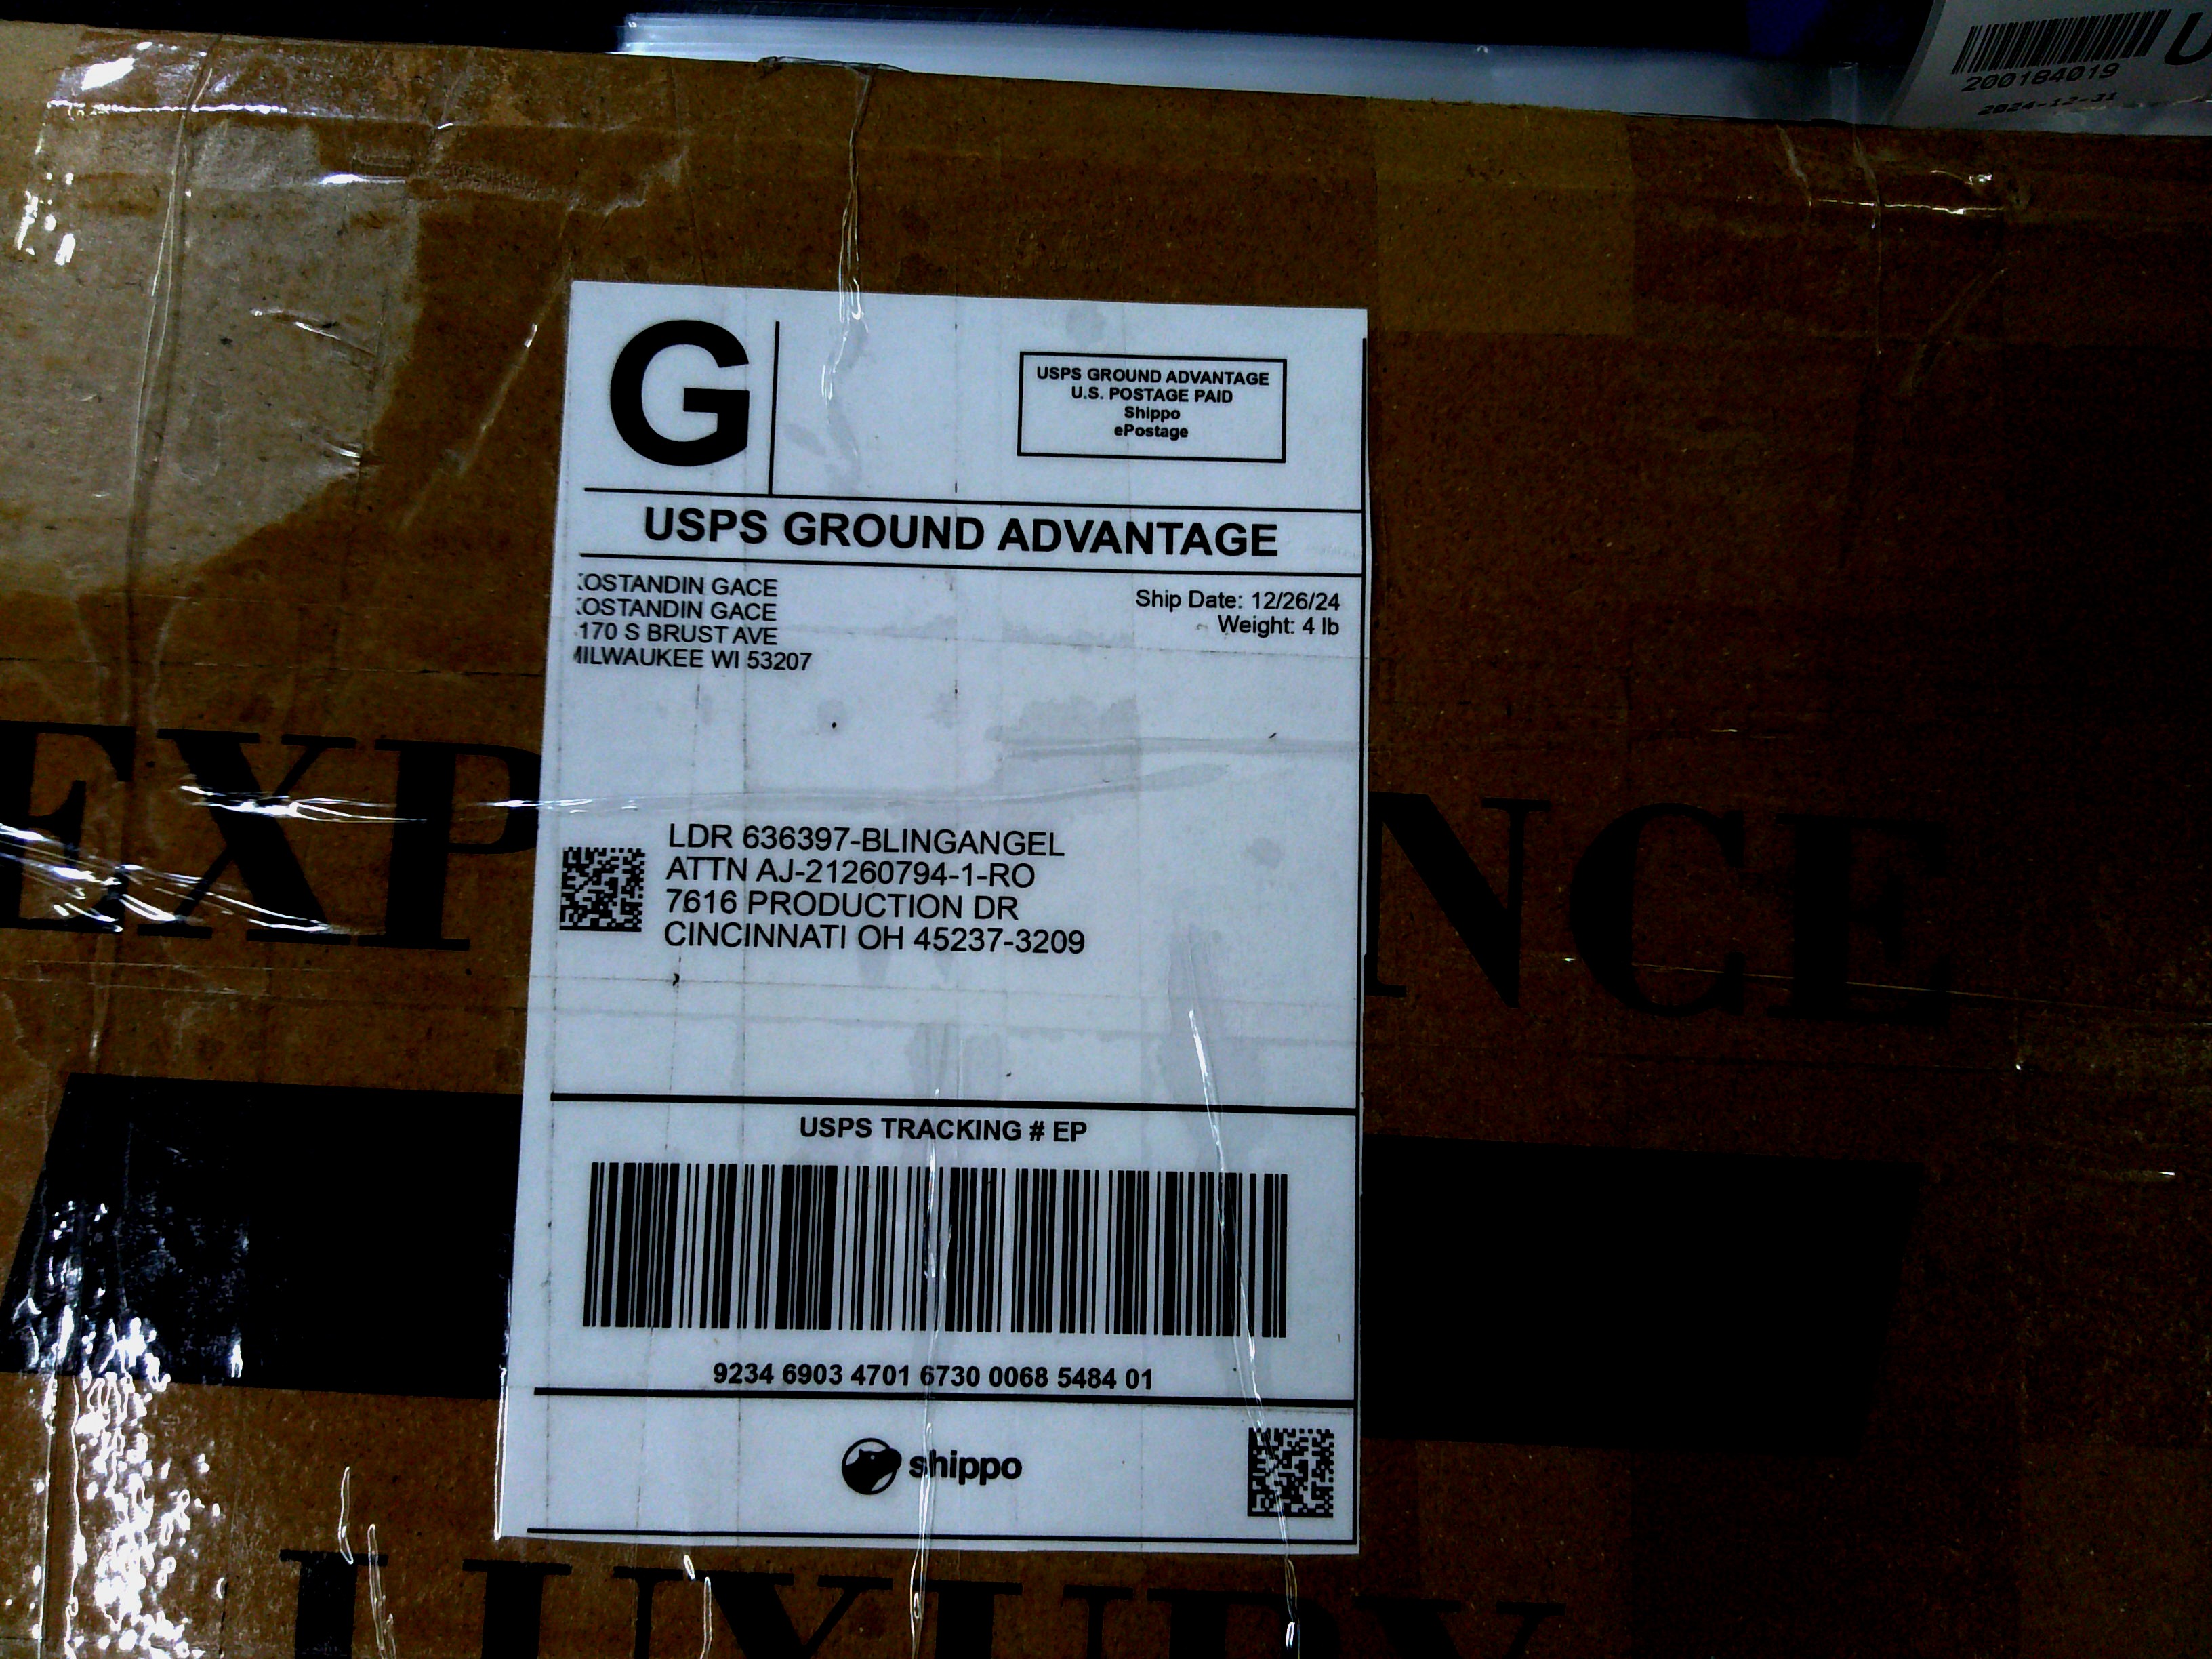 200184019
2024-12-31
G
USPS GROUND ADVANTAGE
U.S. POSTAGE PAID
Shippo
ePostage
USPS GROUND ADVANTAGE
OSTANDIN GACE
OSTANDIN GACE
170 S BRUST AVE
MILWAUKEE WI 53207
Ship Date: 12/26/24
Weight: 4 lb
EXP NCE
LDR 636397-BLINGANGEL
ATTN AJ-21260794-1-RO
7616 PRODUCTION DR
CINCINNATI OH 45237-3209
USPS TRACKING # EP
9234 6903 4701 6730 0068 5484 01
shippo
LUXURY